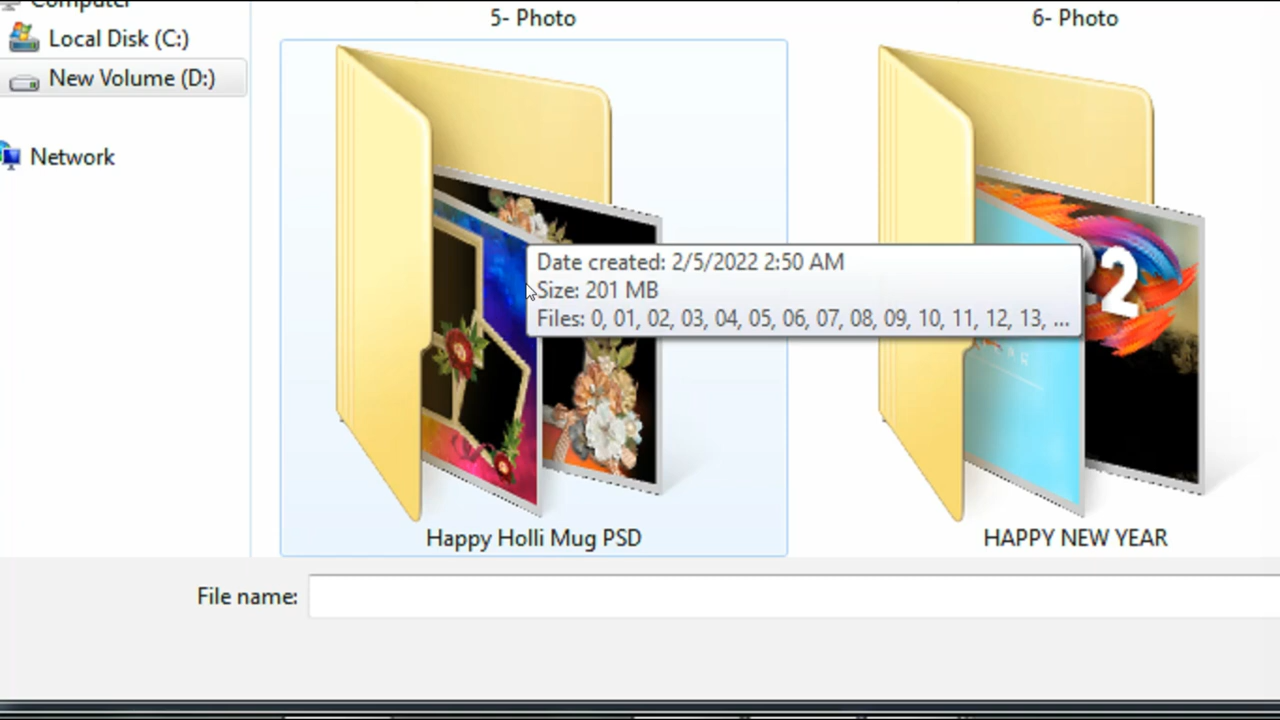 Computer
5- Photo
6- Photo
Local Disk (C:)
New Volume (D:)
Network
Date created: 2/5/2022 2:50 AM
Size: 201 MB
Files: 0, 01, 02, 03, 04, 05, 06, 07, 08, 09, 10, 11, 12, 13, ...
2
Happy Holli Mug PSD
HAPPY NEW YEAR
File name: